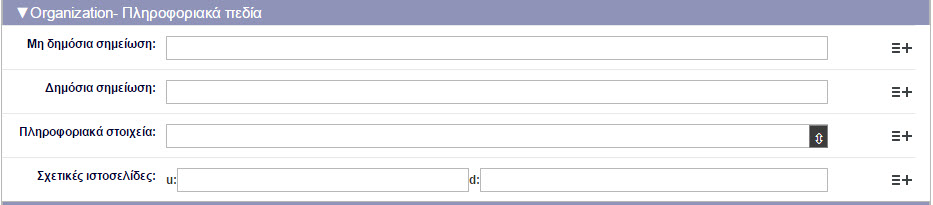 ▼Organization- Πληροφοριακά πεδία
Μη δημόσια σημείωση:
Δημόσια σημείωση:
Πληροφοριακά στοιχεία:
Σχετικές ιστοσελίδες: u: d: